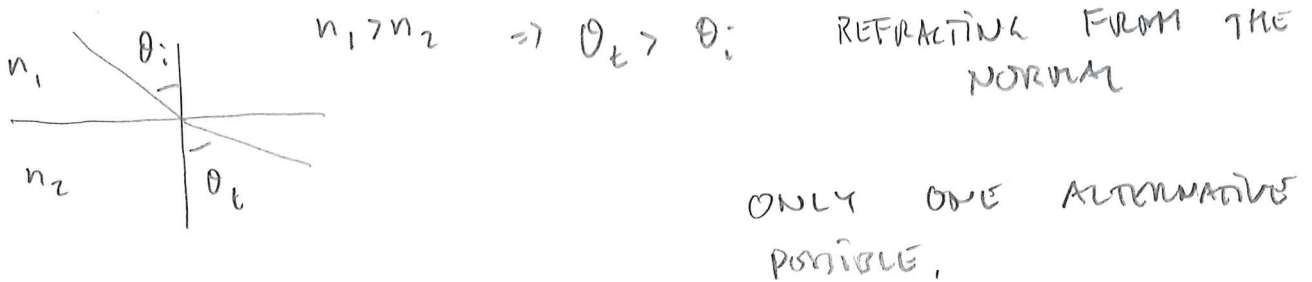 θi n1 > n2 => θt > θi REFRACTING FROM THE
n1 NORMAL
n2 θt
ONLY ONE ALTERNATIVE
POSSIBLE.